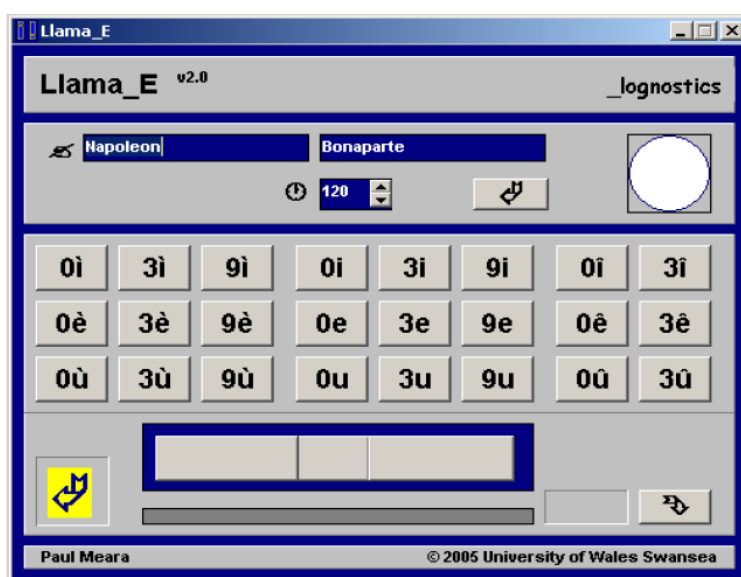 Llama_E
Llama_E v2.0 _lognostics
Napoleon Bonaparte
120
0ì 3ì 9ì 0i 3i 9i 0î 3î
0è 3è 9è 0e 3e 9e 0ê 3ê
0ù 3ù 9ù 0u 3u 9u 0û 3û
Paul Meara © 2005 University of Wales Swansea